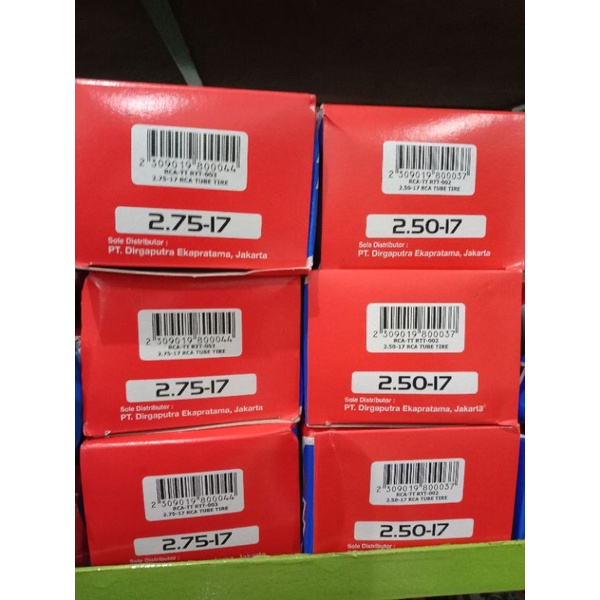 2 309019 800044
RCA-TT RTT-003
2.75-17 RCA TUBE TIRE
2.75-17
Sole Distributor :
PT. Dirgaputra Ekapratama, Jakarta
2 309019 800037
RCA-TT RTT-002
2.50-17 RCA TUBE TIRE
2.50-17
Sole Distributor :
PT. Dirgaputra Ekapratama, Jakarta
2 309019 800044
RCA-TT RTT-003
2.75-17 RCA TUBE TIRE
2.75-17
Sole Distributor :
PT. Dirgaputra Ekapratama, Jakarta
2 309019 800037
RCA-TT RTT-002
2.50-17 RCA TUBE TIRE
2.50-17
Sole Distributor :
PT. Dirgaputra Ekapratama, Jakarta
2 309019 800044
RCA-TT RTT-003
2.75-17 RCA TUBE TIRE
2.75-17
Sole Distributor :
Jakarta
2 309019 800037
RCA-TT RTT-002
2.50-17 RCA TUBE TIRE
2.50-17
Sole Distributor :